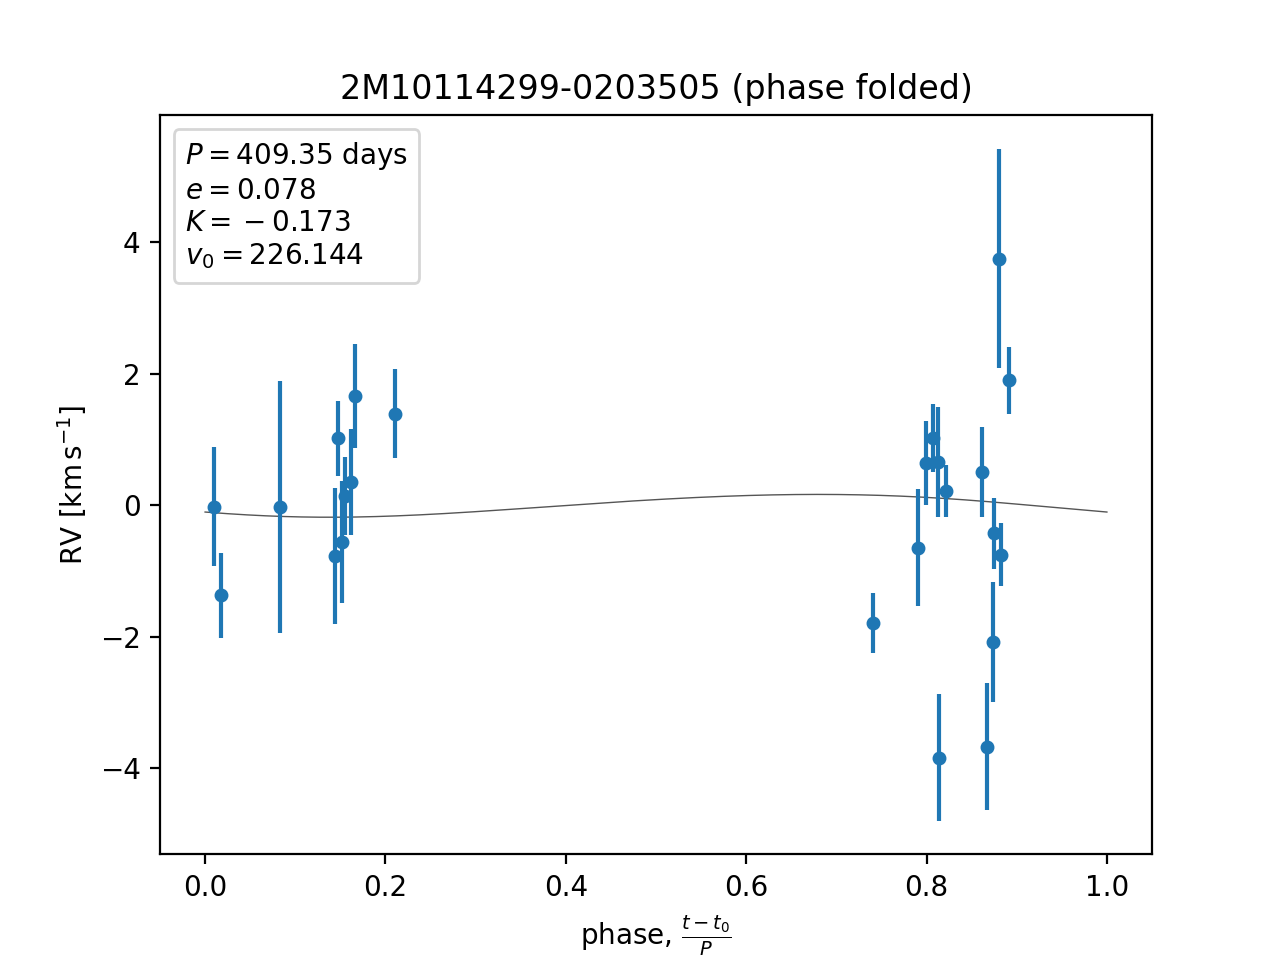 2M10114299-0203505 (phase folded)
P = 409.35 days
e = 0.078
K = −0.173
v₀ = 226.144
4
2
0
−2
−4
RV [km s⁻¹]
0.0 0.2 0.4 0.6 0.8 1.0
phase, (t − t₀)/P